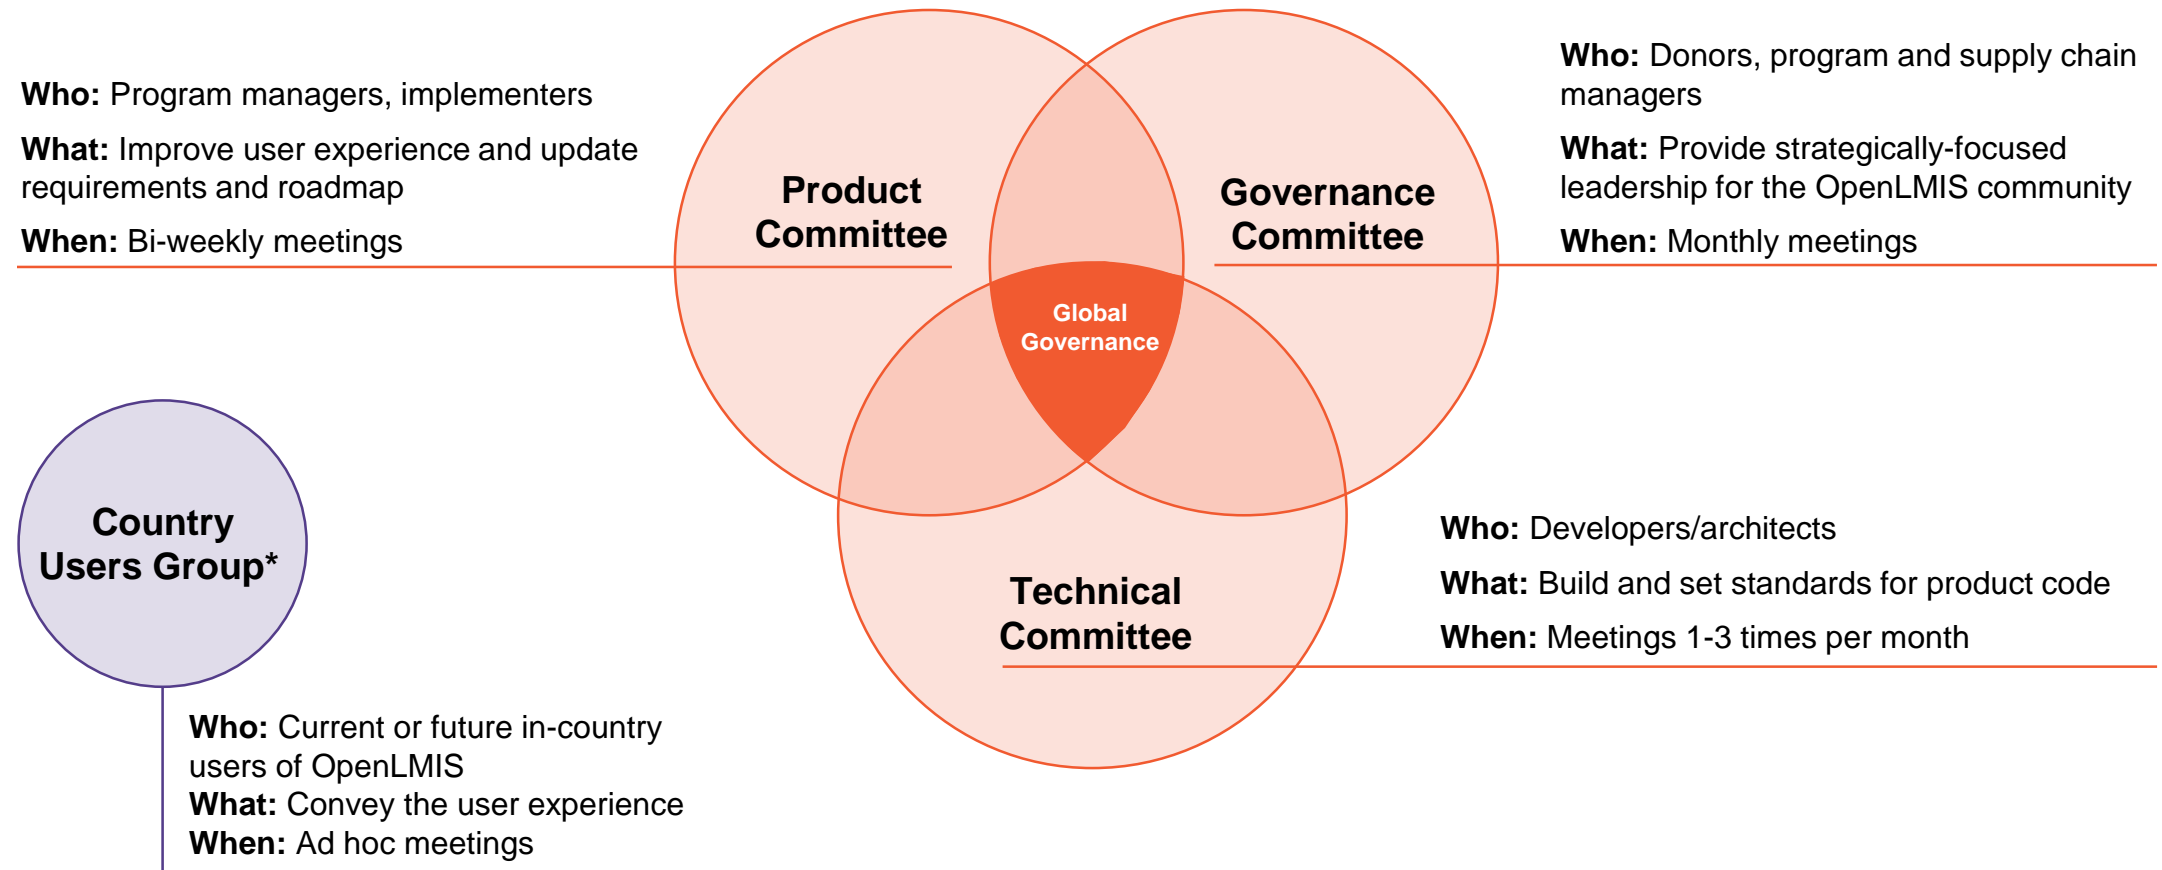 Who: Program managers, implementers
What: Improve user experience and update
requirements and roadmap
When: Bi-weekly meetings
Product
Committee
Governance
Committee
Who: Donors, program and supply chain
managers
What: Provide strategically-focused
leadership for the OpenLMIS community
When: Monthly meetings
Global
Governance
Country
Users Group*
Technical
Committee
Who: Developers/architects
What: Build and set standards for product code
When: Meetings 1-3 times per month
Who: Current or future in-country
users of OpenLMIS
What: Convey the user experience
When: Ad hoc meetings